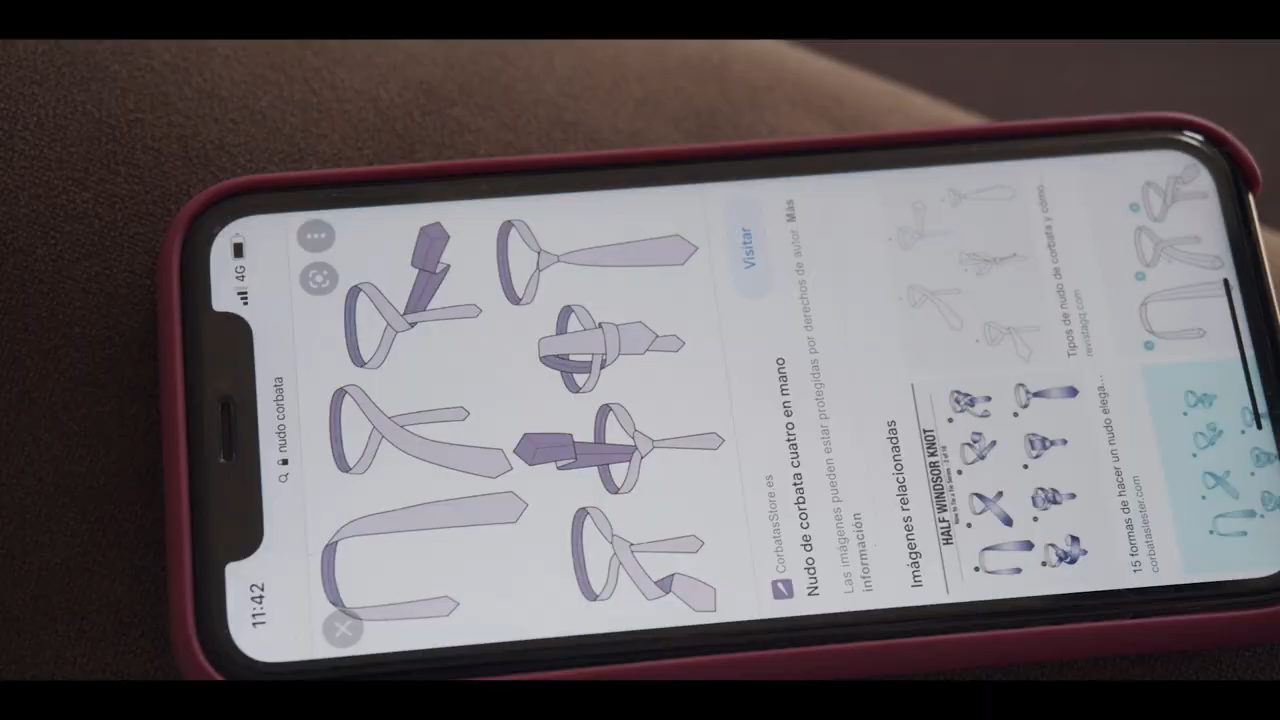 11:42
4G
nudo corbata
CorbatasStore.es
Visitar
Nudo de corbata cuatro en mano
Las imágenes pueden estar protegidas por derechos de autor. Más
información
Imágenes relacionadas
HALF WINDSOR KNOT
15 formas de hacer un nudo elega...
corbataslester.com
Tipos de nudo de corbata y cómo
revistagq.com